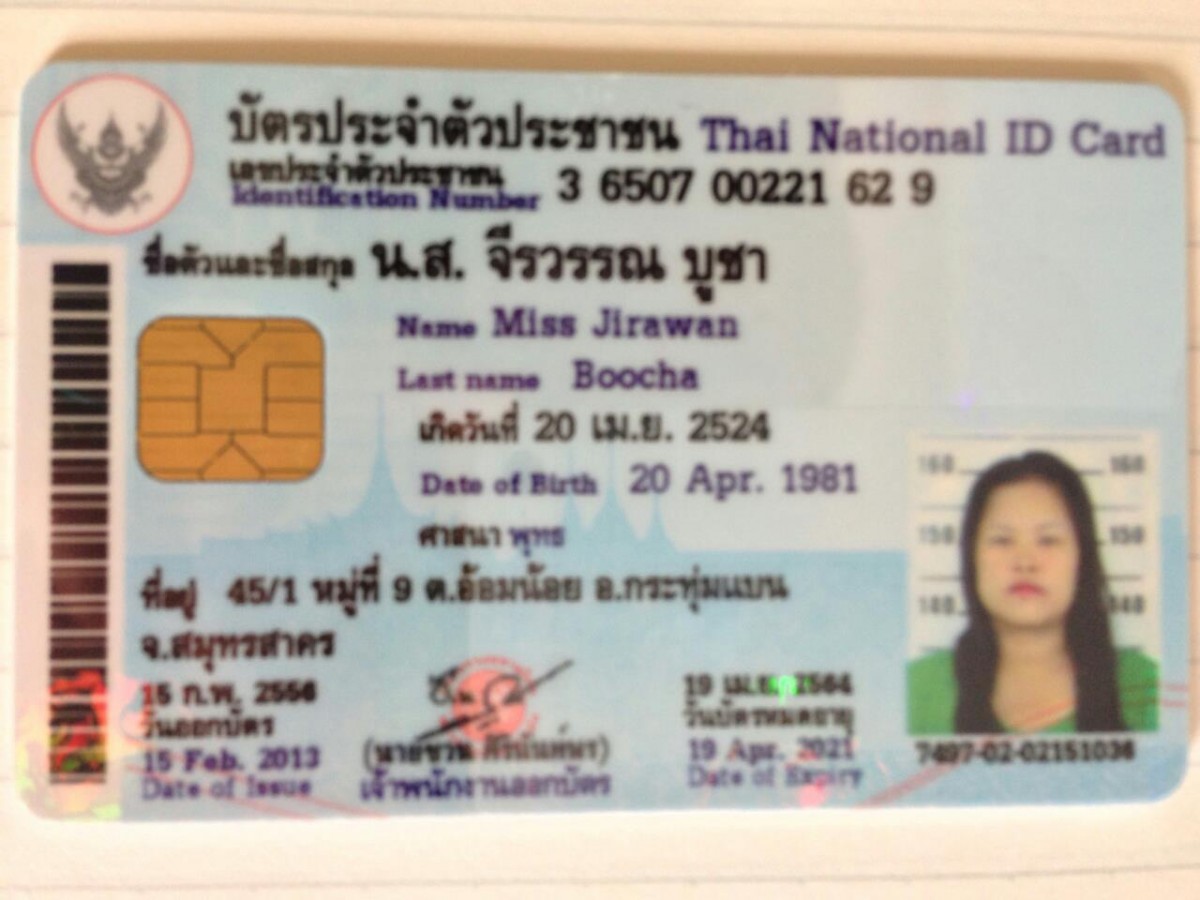 บัตรประจำตัวประชาชน Thai National ID Card
เลขประจำตัวประชาชน
Identification Number 3 6507 00221 62 9
ชื่อตัวและชื่อสกุล น.ส. จีรวรรณ บูชา
Name Miss Jirawan
Last name Boocha
เกิดวันที่ 20 เม.ย. 2524
Date of Birth 20 Apr. 1981
ศาสนา พุทธ
ที่อยู่ 45/1 หมู่ที่ 9 ต.อ้อมน้อย อ.กระทุ่มแบน
จ.สมุทรสาคร
15 ก.พ. 2556
วันออกบัตร
15 Feb. 2013
Date of Issue
(นายชวน ศิรินันท์พร)
เจ้าพนักงานออกบัตร
19 เม.ย. 2564
วันบัตรหมดอายุ
19 Apr. 2021
Date of Expiry
160 160
150 150
140 140
7497-02-02151036